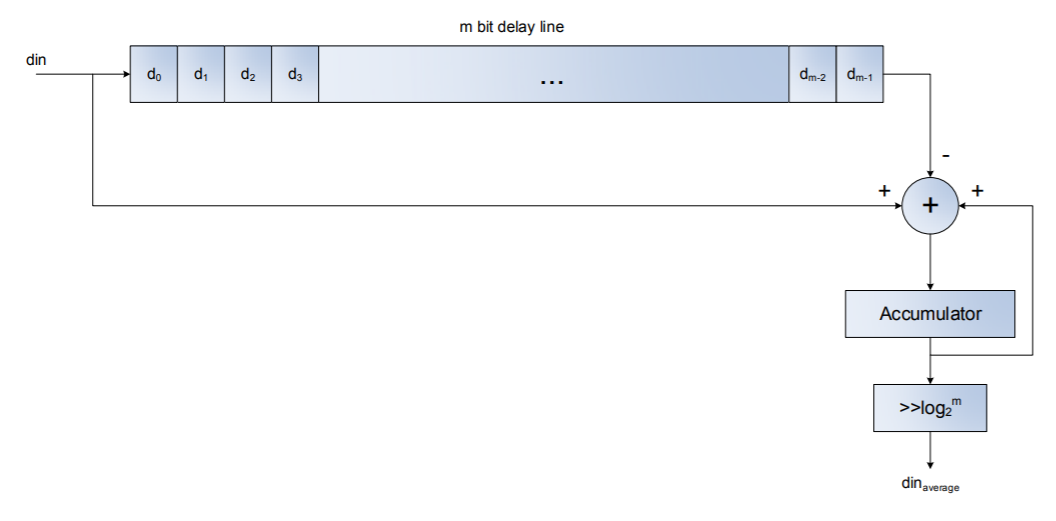 m bit delay line
din
d₀ d₁ d₂ d₃ ... dₘ₋₂ dₘ₋₁
-
+ +
+
Accumulator
>>log₂ᵐ
dinₐᵥₑᵣₐgₑ